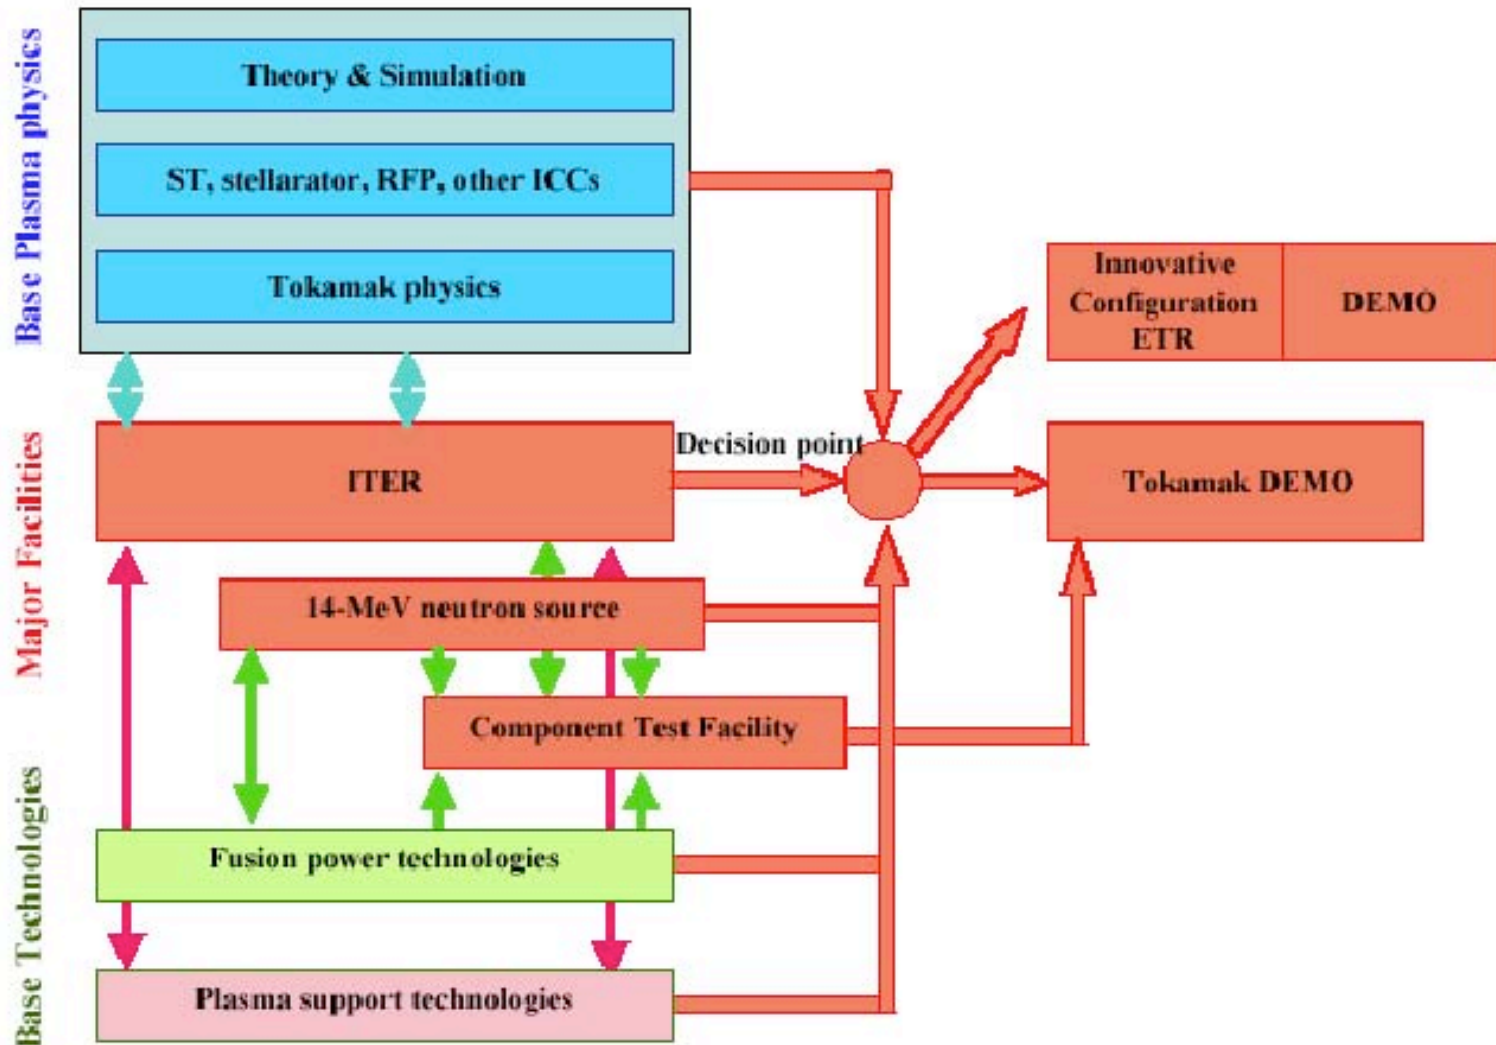 Base Plasma physics
Theory & Simulation
ST, stellarator, RFP, other ICCs
Tokamak physics
Innovative
Configuration
ETR
DEMO
Major Facilities
ITER
Decision point
Tokamak DEMO
14-MeV neutron source
Component Test Facility
Base Technologies
Fusion power technologies
Plasma support technologies